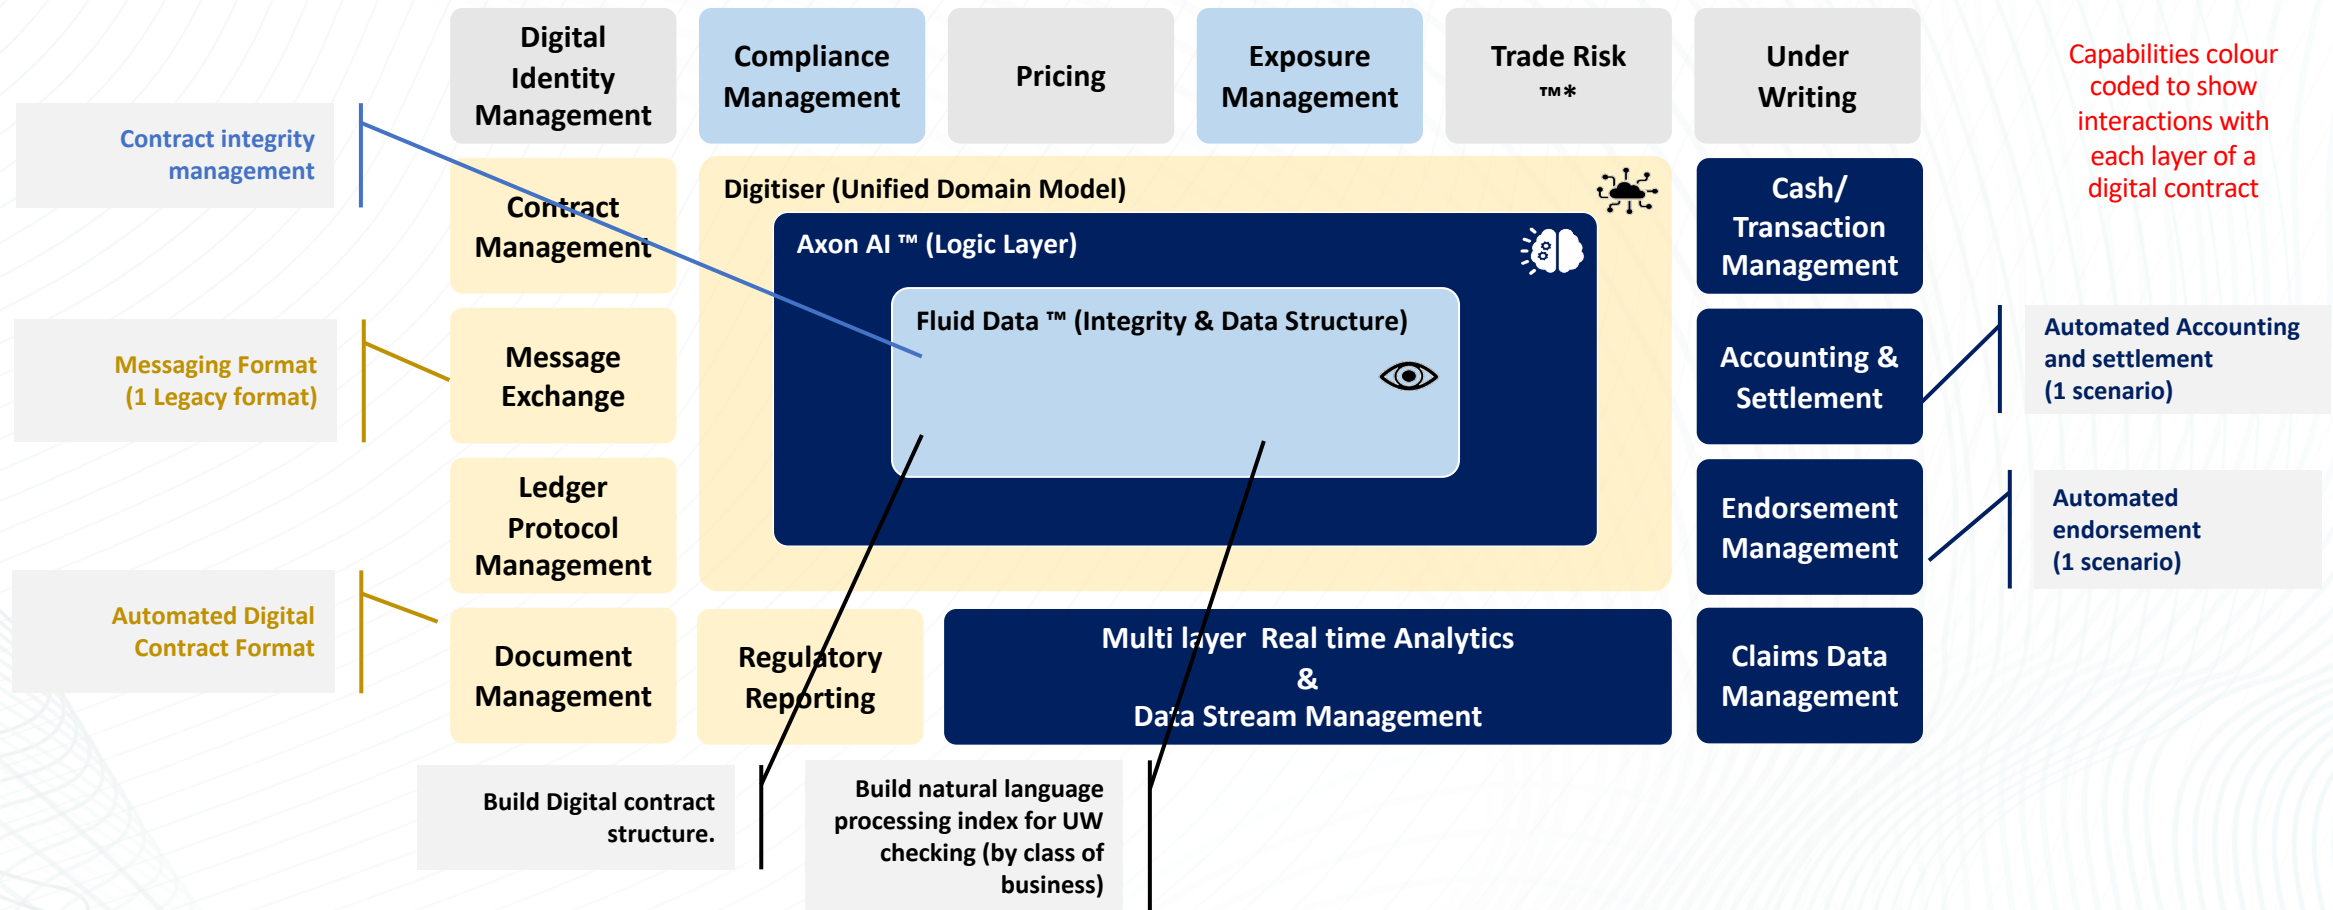 Digital
Identity
Management
Compliance
Management
Pricing
Exposure
Management
Trade Risk
™*
Under
Writing
Capabilities colour
coded to show
interactions with
each layer of a
digital contract
Contract integrity
management
Contract
Management
Digitiser (Unified Domain Model)
Axon AI ™ (Logic Layer)
Fluid Data ™ (Integrity & Data Structure)
Cash/
Transaction
Management
Messaging Format
(1 Legacy format)
Message
Exchange
Accounting &
Settlement
Automated Accounting
and settlement
(1 scenario)
Ledger
Protocol
Management
Endorsement
Management
Automated
endorsement
(1 scenario)
Automated Digital
Contract Format
Document
Management
Regulatory
Reporting
Multi layer  Real time Analytics
&
Data Stream Management
Claims Data
Management
Build Digital contract
structure.
Build natural language
processing index for UW
checking (by class of
business)